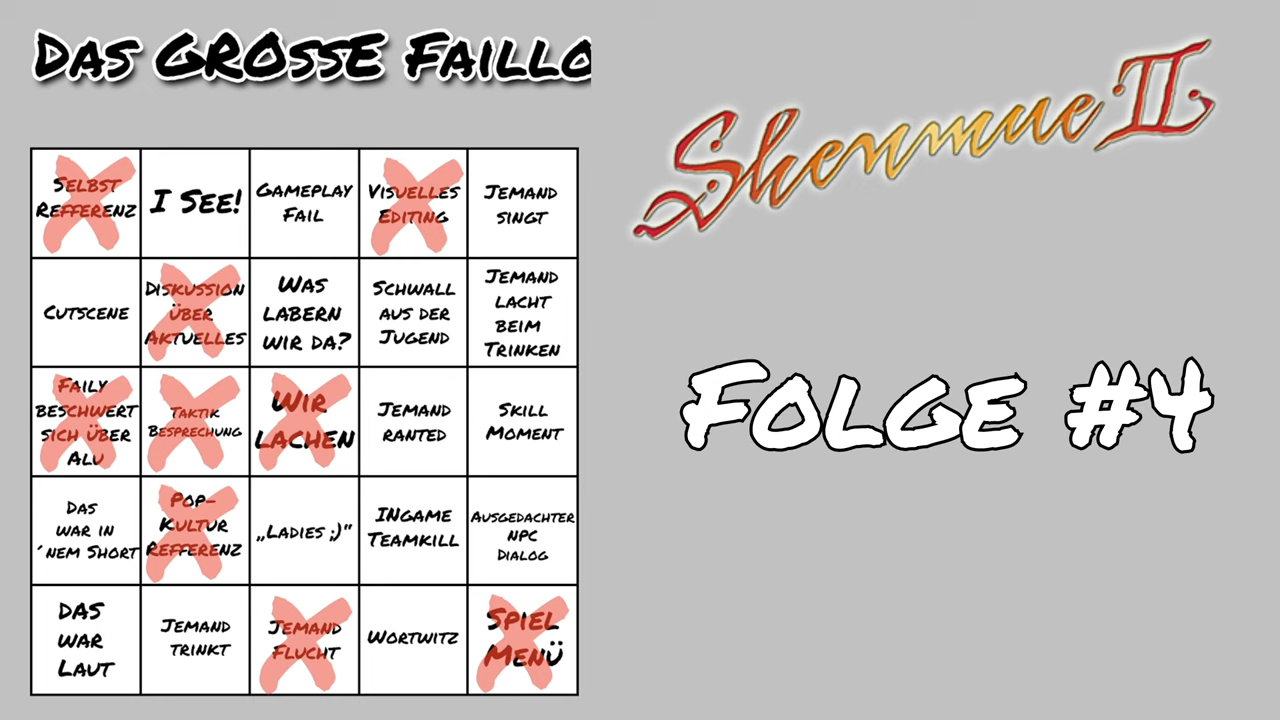 DAS GROSSE FAILLO
Shenmue II
SELBST
REFFERENZ
I SEE!
GAMEPLAY
FAIL
VISUELLES
EDITING
JEMAND
SINGT
CUTSCENE
DISKUSSION
ÜBER
AKTUELLES
WAS
LABERN
WIR DA?
SCHWALL
AUS DER
JUGEND
JEMAND
LACHT
BEIM
TRINKEN
FAILY
BESCHWERT
SICH ÜBER
ALU
TAKTIK
BESPRECHUNG
WIR
LACHEN
JEMAND
RANTED
SKILL
MOMENT
FOLGE #4
DAS
WAR IN
´NEM SHORT
POP-
KULTUR
REFFERENZ
„LADIES ;)“
INGAME
TEAMKILL
AUSGEDACHTER
NPC
DIALOG
DAS
WAR
LAUT
JEMAND
TRINKT
JEMAND
FLUCHT
WORTWITZ
SPIEL
MENÜ